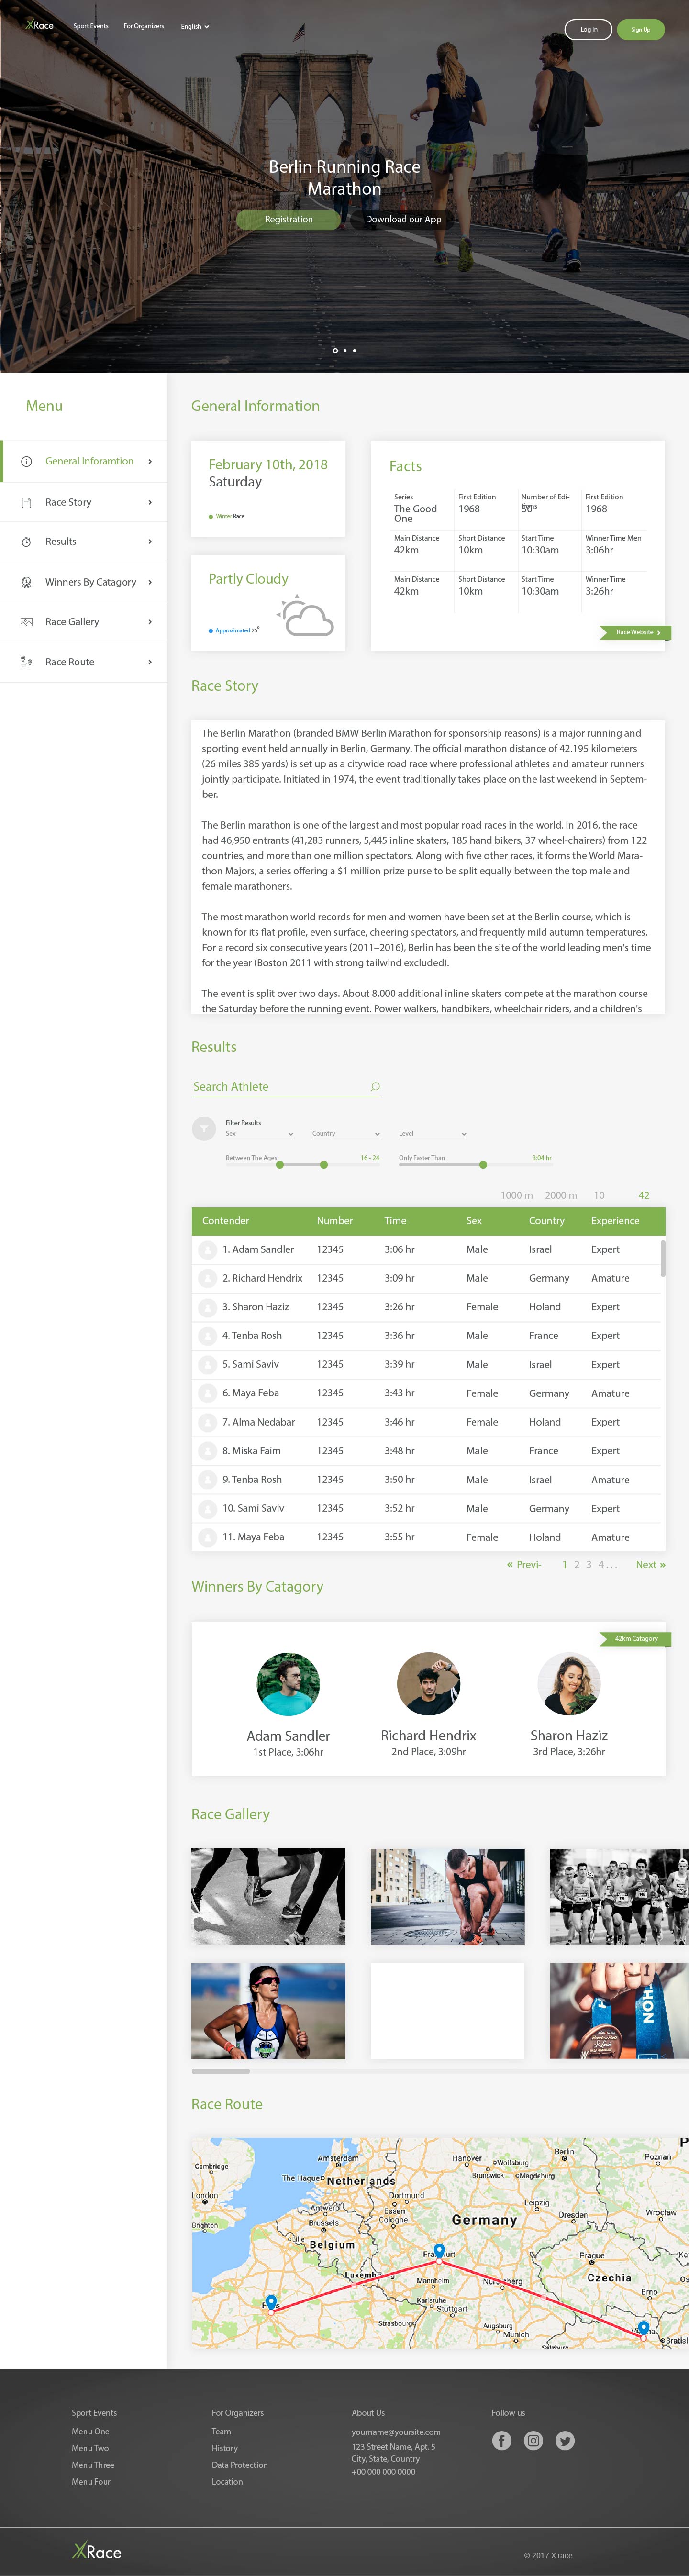 XRace
Sport Events
For Organizers
English
Log In
Sign Up
Berlin Running Race
Marathon
Registration
Download our App
Menu
General Inforamtion
Race Story
Results
Winners By Catagory
Race Gallery
Race Route
General Information
February 10th, 2018
Saturday
Winter Race
Partly Cloudy
Approximated 25°
Facts
Series
The Good
One
First Edition
1968
Number of Edi-
tions
50
First Edition
1968
Main Distance
42km
Short Distance
10km
Start Time
10:30am
Winner Time Men
3:06hr
Main Distance
42km
Short Distance
10km
Start Time
10:30am
Winner Time
3:26hr
Race Website
Race Story
The Berlin Marathon (branded BMW Berlin Marathon for sponsorship reasons) is a major running and
sporting event held annually in Berlin, Germany. The official marathon distance of 42.195 kilometers
(26 miles 385 yards) is set up as a citywide road race where professional athletes and amateur runners
jointly participate. Initiated in 1974, the event traditionally takes place on the last weekend in Septem-
ber.
The Berlin marathon is one of the largest and most popular road races in the world. In 2016, the race
had 46,950 entrants (41,283 runners, 5,445 inline skaters, 185 hand bikers, 37 wheel-chairers) from 122
countries, and more than one million spectators. Along with five other races, it forms the World Mara-
thon Majors, a series offering a $1 million prize purse to be split equally between the top male and
female marathoners.
The most marathon world records for men and women have been set at the Berlin course, which is
known for its flat profile, even surface, cheering spectators, and frequently mild autumn temperatures.
For a record six consecutive years (2011–2016), Berlin has been the site of the world leading men's time
for the year (Boston 2011 with strong tailwind excluded).
The event is split over two days. About 8,000 additional inline skaters compete at the marathon course
the Saturday before the running event. Power walkers, handbikers, wheelchair riders, and a children's
Results
Search Athlete
Filter Results
Sex
Country
Level
Between The Ages
16 - 24
Only Faster Than
3:04 hr
1000 m 2000 m 10 42
Contender Number Time Sex Country Experience
1. Adam Sandler 12345 3:06 hr Male Israel Expert
2. Richard Hendrix 12345 3:09 hr Male Germany Amature
3. Sharon Haziz 12345 3:26 hr Female Holand Expert
4. Tenba Rosh 12345 3:36 hr Male France Expert
5. Sami Saviv 12345 3:39 hr Male Israel Expert
6. Maya Feba 12345 3:43 hr Female Germany Amature
7. Alma Nedabar 12345 3:46 hr Female Holand Expert
8. Miska Faim 12345 3:48 hr Male France Expert
9. Tenba Rosh 12345 3:50 hr Male Israel Amature
10. Sami Saviv 12345 3:52 hr Male Germany Expert
11. Maya Feba 12345 3:55 hr Female Holand Amature
« Previ- 1 2 3 4 . . . Next »
Winners By Catagory
42km Catagory
Adam Sandler
1st Place, 3:06hr
Richard Hendrix
2nd Place, 3:09hr
Sharon Haziz
3rd Place, 3:26hr
Race Gallery
Race Route
Cambridge
London
Brighton
Amsterdam
The Hague
Netherlands
Antwerp
Brussels
Lille
Belgium
Dortmund
Essen
Cologne
Hanover
Wolfsburg
Brunswick
Magdeburg
Berlin
Poznań
Leipzig
Germany
Dresden
Wroclaw
Prague
Czechia
Brno
Mannheim
Karlsruhe
Stuttgart
Strasbourg
Augsburg
Munich
Sport Events
Menu One
Menu Two
Menu Three
Menu Four
For Organizers
Team
History
Data Protection
Location
About Us
yourname@yoursite.com
123 Street Name, Apt. 5
City, State, Country
+00 000 000 0000
Follow us
XRace
© 2017 X-race